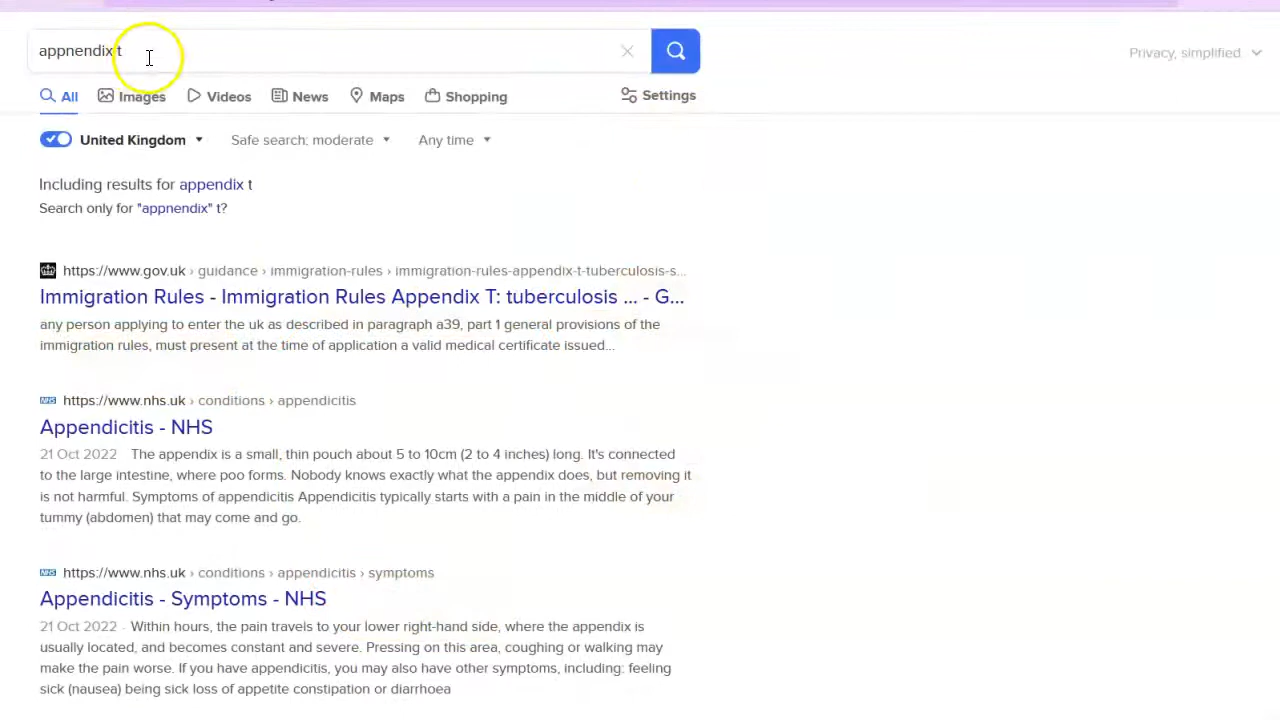 appnendix t
Privacy, simplified.
All Images Videos News Maps Shopping Settings
United Kingdom Safe search: moderate Any time
Including results for appendix t
Search only for "appnendix" t?
https://www.gov.uk › guidance › immigration-rules › immigration-rules-appendix-t-tuberculosis-s...
Immigration Rules - Immigration Rules Appendix T: tuberculosis ... - G...
any person applying to enter the uk as described in paragraph a39, part 1 general provisions of the
immigration rules, must present at the time of application a valid medical certificate issued...
NHS https://www.nhs.uk › conditions › appendicitis
Appendicitis - NHS
21 Oct 2022 The appendix is a small, thin pouch about 5 to 10cm (2 to 4 inches) long. It's connected
to the large intestine, where poo forms. Nobody knows exactly what the appendix does, but removing it
is not harmful. Symptoms of appendicitis Appendicitis typically starts with a pain in the middle of your
tummy (abdomen) that may come and go.
NHS https://www.nhs.uk › conditions › appendicitis › symptoms
Appendicitis - Symptoms - NHS
21 Oct 2022 · Within hours, the pain travels to your lower right-hand side, where the appendix is
usually located, and becomes constant and severe. Pressing on this area, coughing or walking may
make the pain worse. If you have appendicitis, you may also have other symptoms, including: feeling
sick (nausea) being sick loss of appetite constipation or diarrhoea